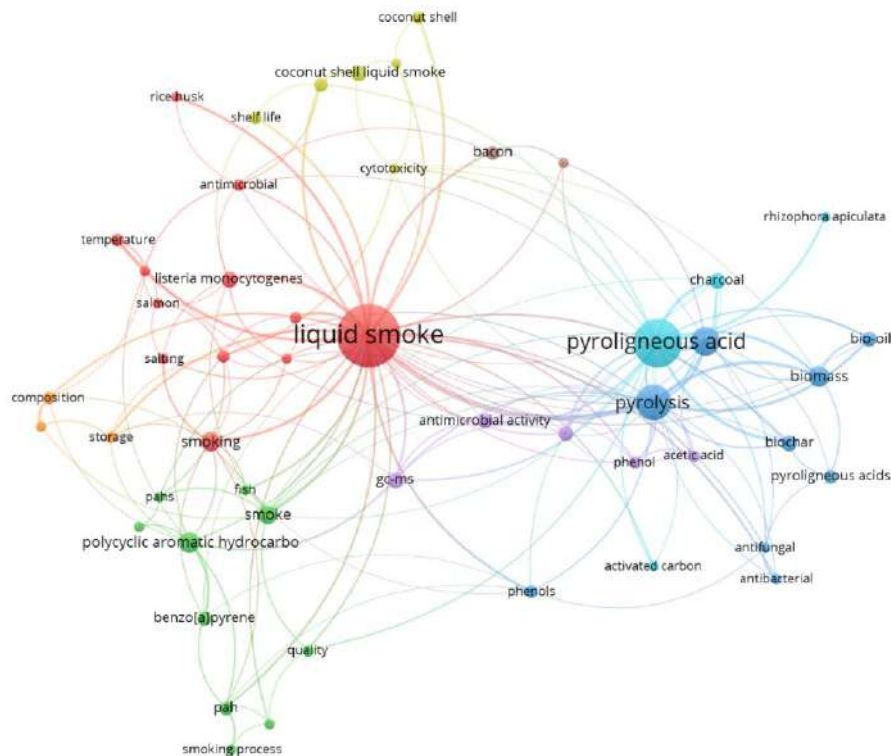 coconut shell
coconut shell liquid smoke
rice husk
shelf life
bacon
cytotoxicity
antimicrobial
rhizophora apiculata
temperature
listeria monocytogenes
charcoal
salmon
liquid smoke
pyroligneous acid
bio-oil
salting
biomass
composition
pyrolysis
antimicrobial activity
storage
smoking
biochar
phenol
acetic acid
gc-ms
pyroligneous acids
fish
pahs
smoke
polycyclic aromatic hydrocarbo
antifungal
activated carbon
antibacterial
phenols
benzo[a]pyrene
quality
pah
smoking process